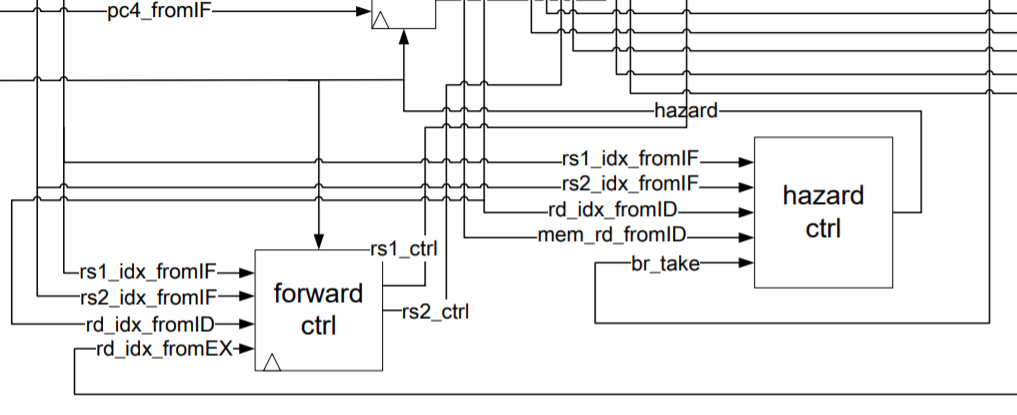 pc4_fromIF
hazard
rs1_idx_fromIF
rs2_idx_fromIF
rd_idx_fromID
mem_rd_fromID
br_take
hazard
ctrl
rs1_ctrl
rs1_idx_fromIF
rs2_idx_fromIF
rd_idx_fromID
rd_idx_fromEX
forward
ctrl
rs2_ctrl